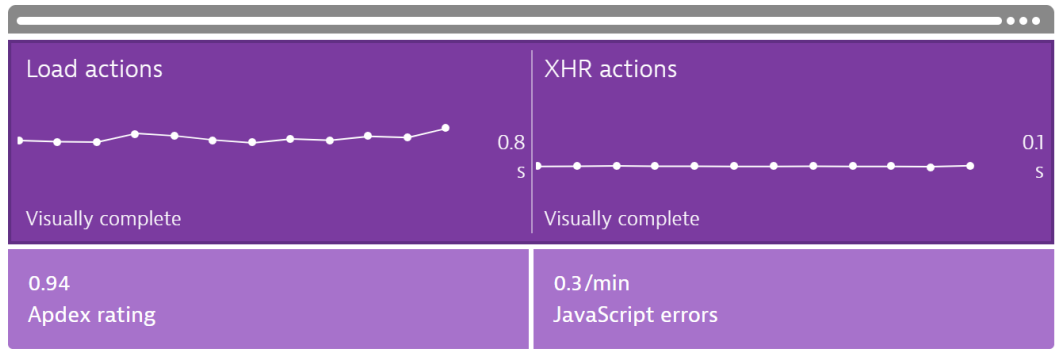 Load actions
0.8
s
Visually complete
XHR actions
0.1
s
Visually complete
0.94
Apdex rating
0.3/min
JavaScript errors